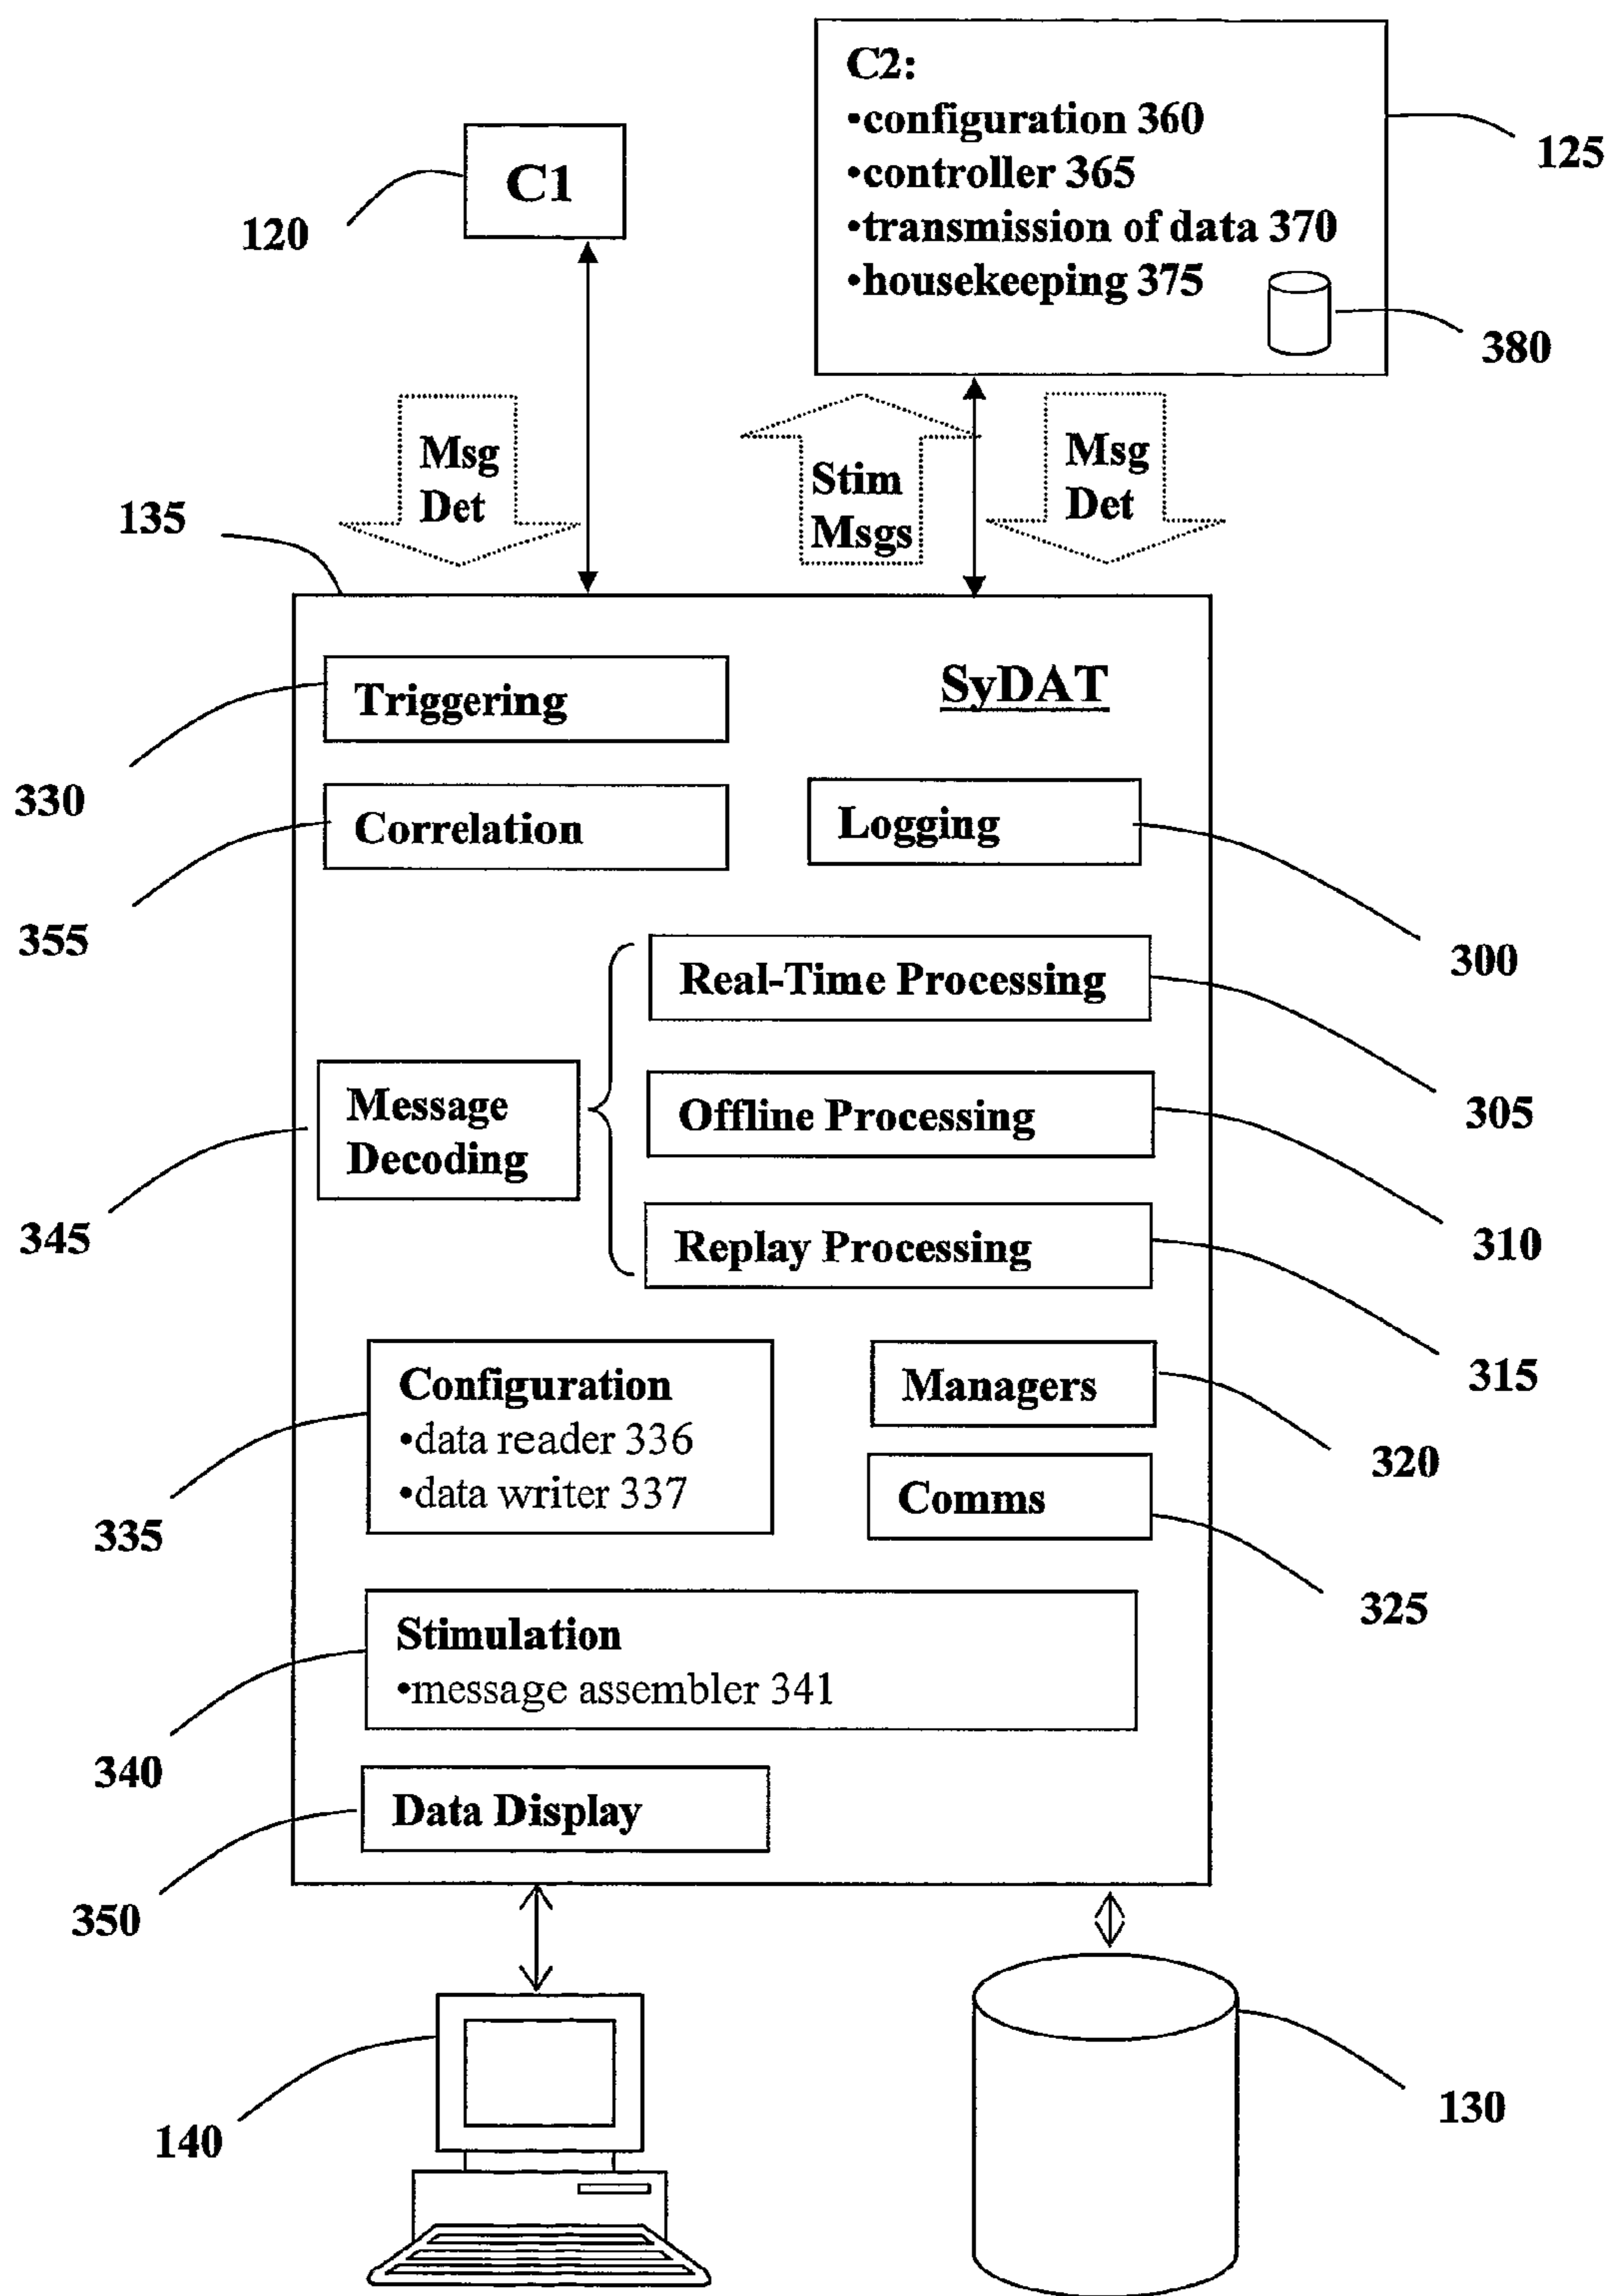 C2:
•configuration 360
•controller 365
•transmission of data 370
•housekeeping 375
125
C1
120
380
Msg
Det
Stim
Msgs
Msg
Det
135
SyDAT
Triggering
330
Correlation
Logging
355
300
Real-Time Processing
Message
Decoding
Offline Processing
305
345
Replay Processing
310
Configuration
•data reader 336
•data writer 337
Managers
315
320
Comms
335
325
Stimulation
•message assembler 341
340
Data Display
350
140
130